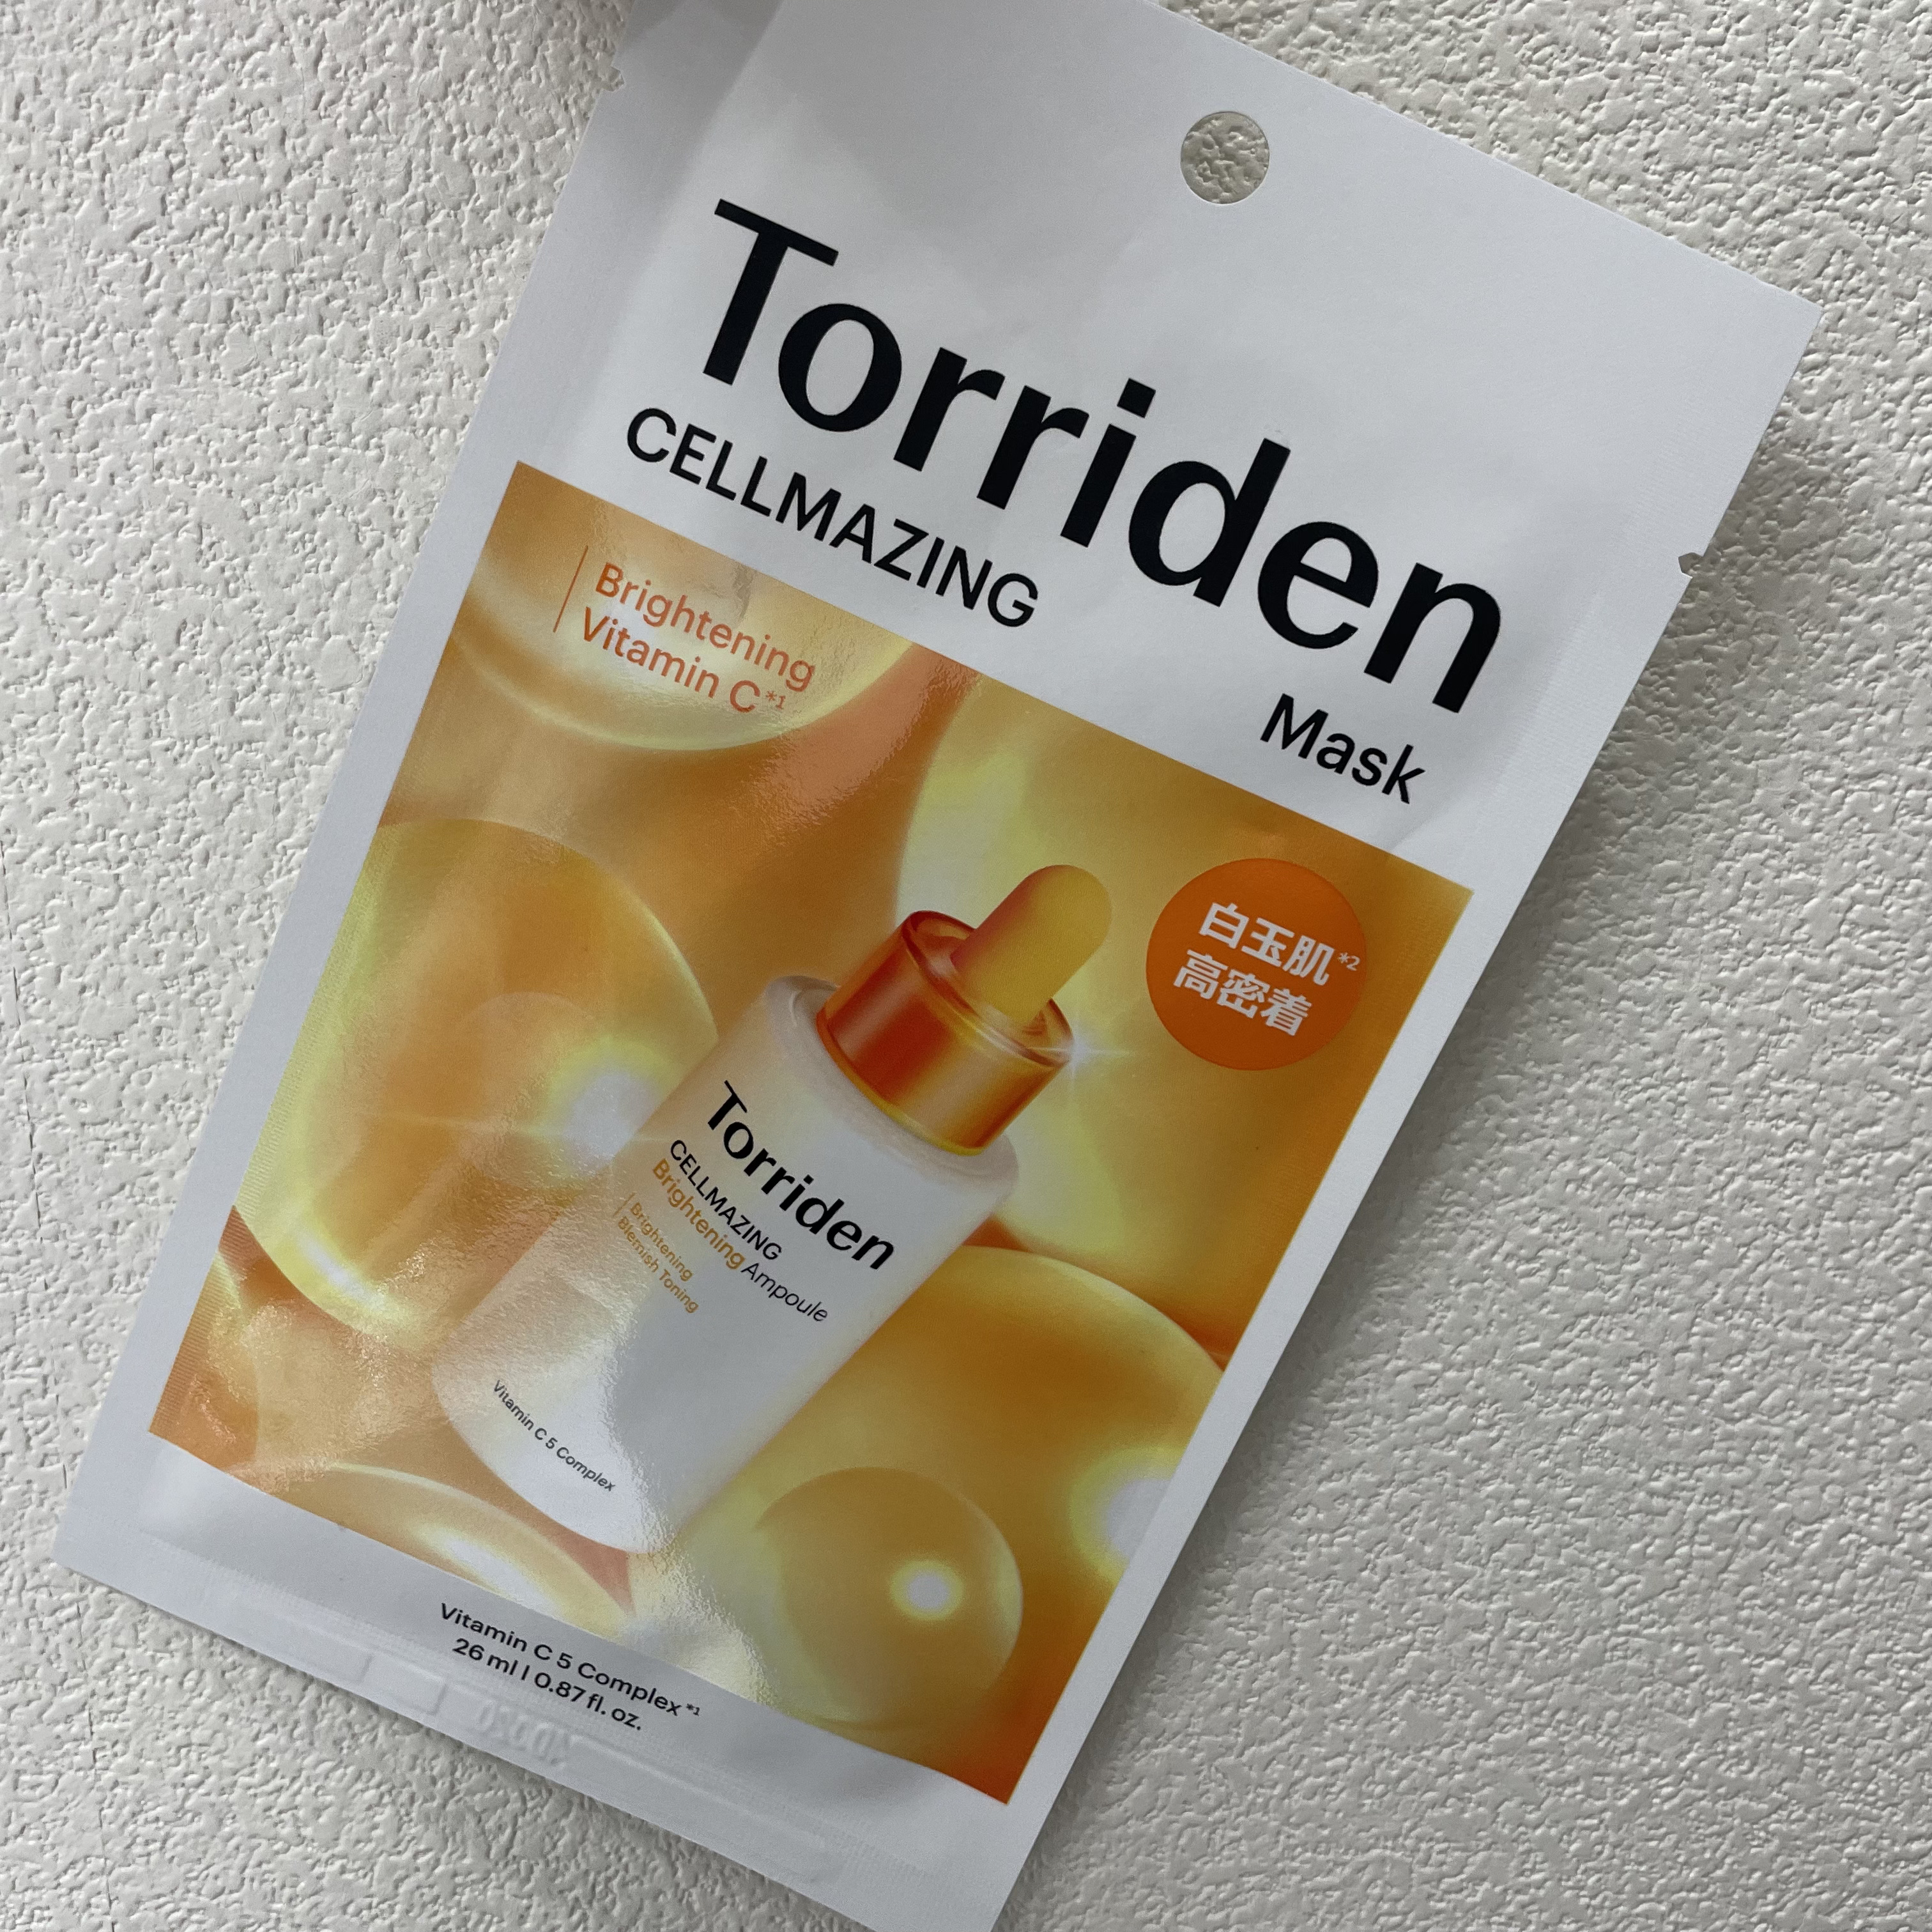 Torriden
CELLMAZING
Mask
Brightening
Vitamin C*1
白玉肌*2
高密着
Torriden
CELLMAZING
Brightening Ampoule
Brightening
Blemish Toning
Vitamin C 5 Complex
Vitamin C 5 Complex*1
26 ml | 0.87 fl. oz.